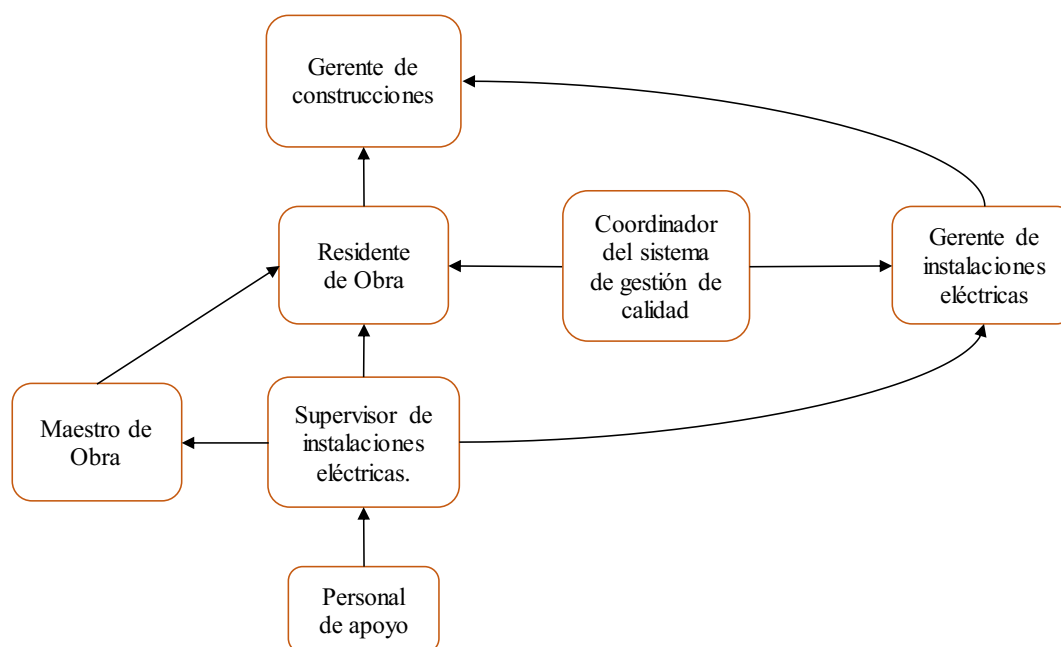 Gerente de
construcciones
Residente
de Obra
Coordinador
del sistema
de gestión de
calidad
Gerente de
instalaciones
eléctricas
Maestro de
Obra
Supervisor de
instalaciones
eléctricas.
Personal
de apoyo